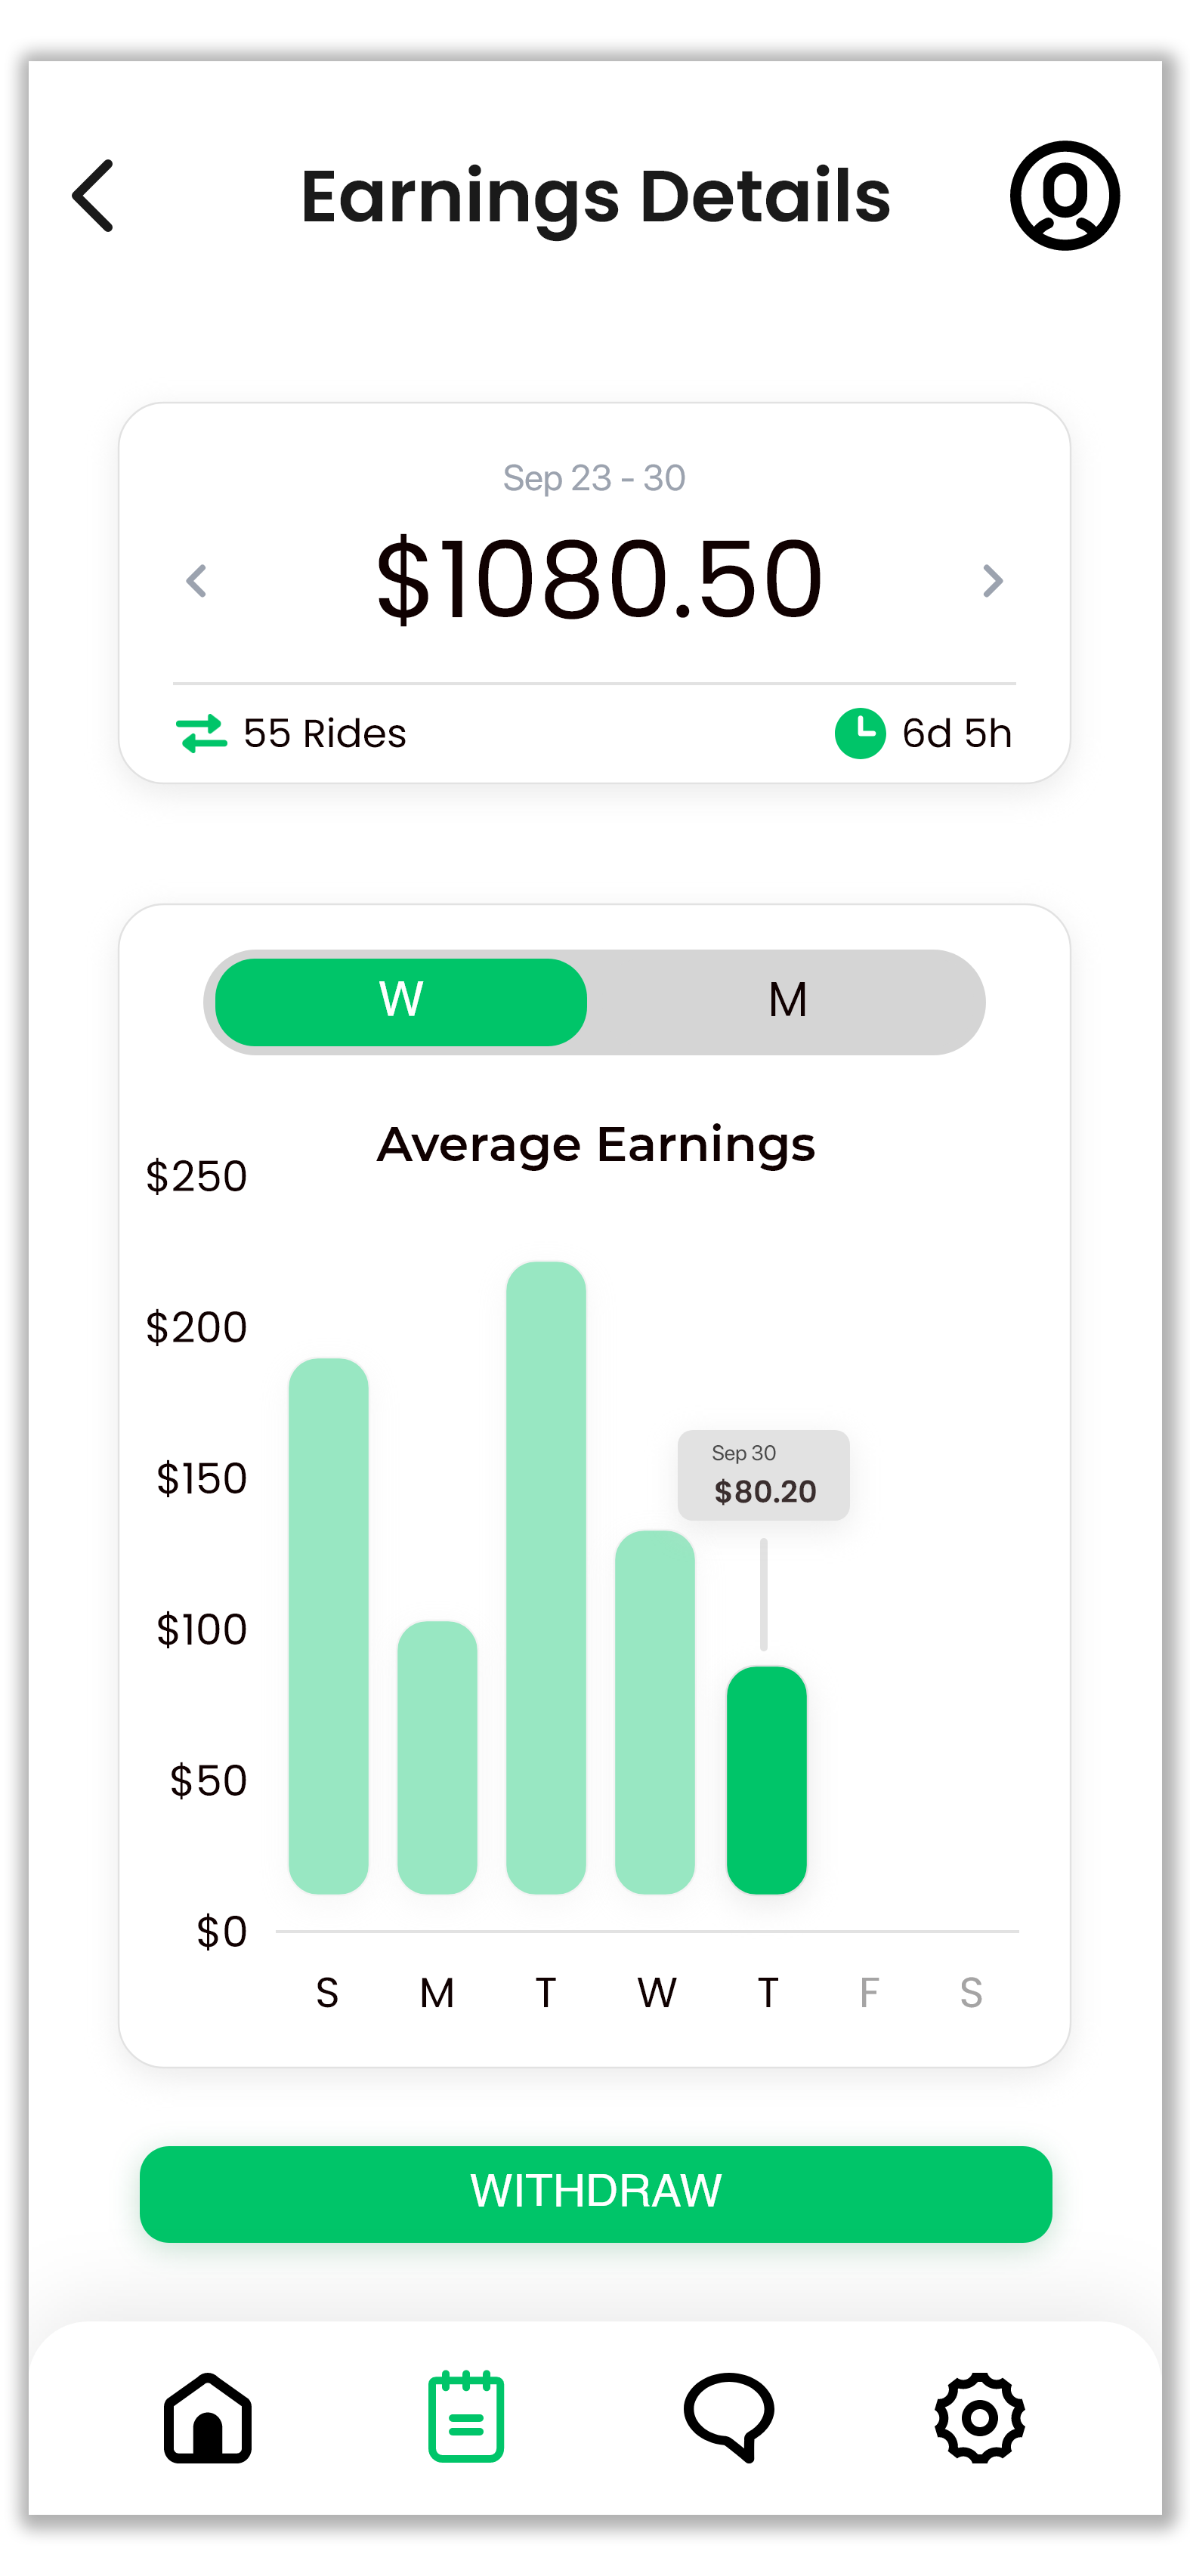 Earnings Details
Sep 23 - 30
$1080.50
55 Rides
6d 5h
W
M
Average Earnings
$250
$200
$150
$100
$50
$0
Sep 30
$80.20
S M T W T F S
WITHDRAW